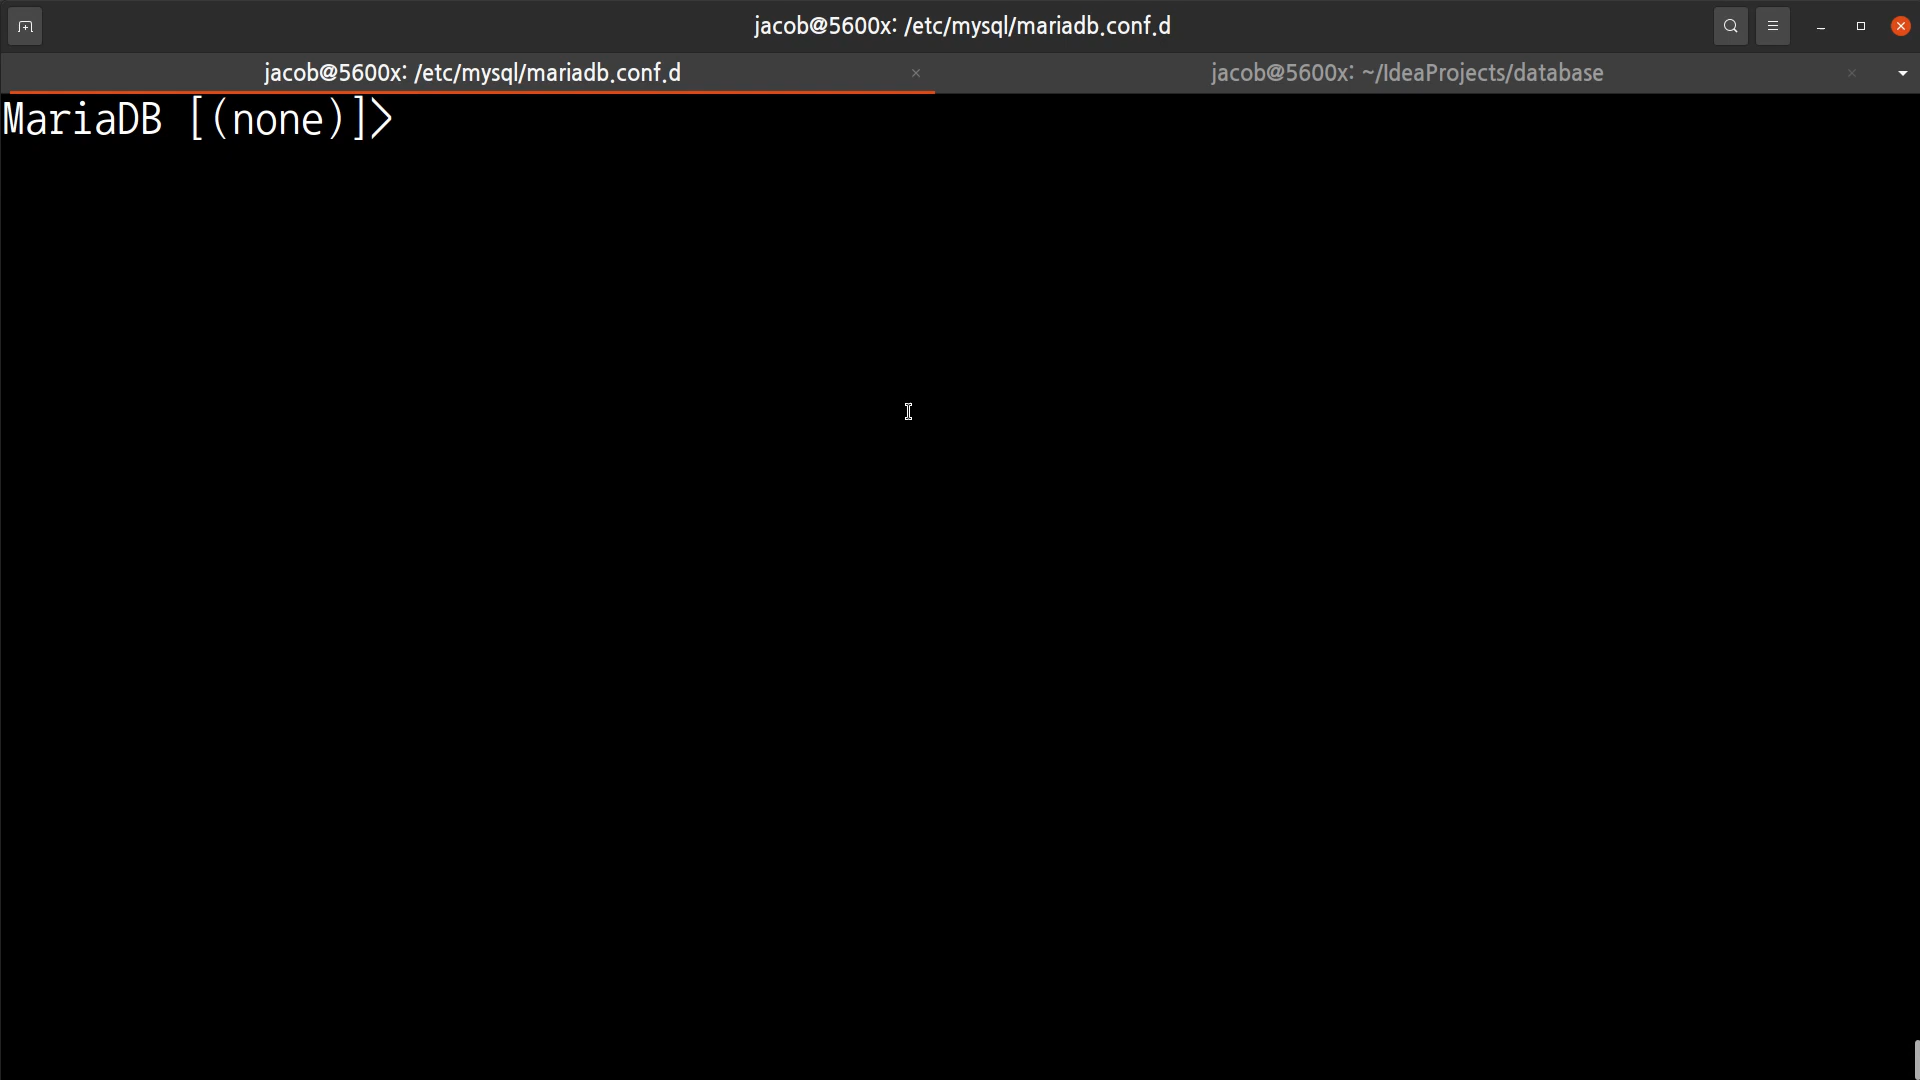 jacob@5600x: /etc/mysql/mariadb.conf.d
jacob@5600x: /etc/mysql/mariadb.conf.d
jacob@5600x: ~/IdeaProjects/database
MariaDB [(none)]>